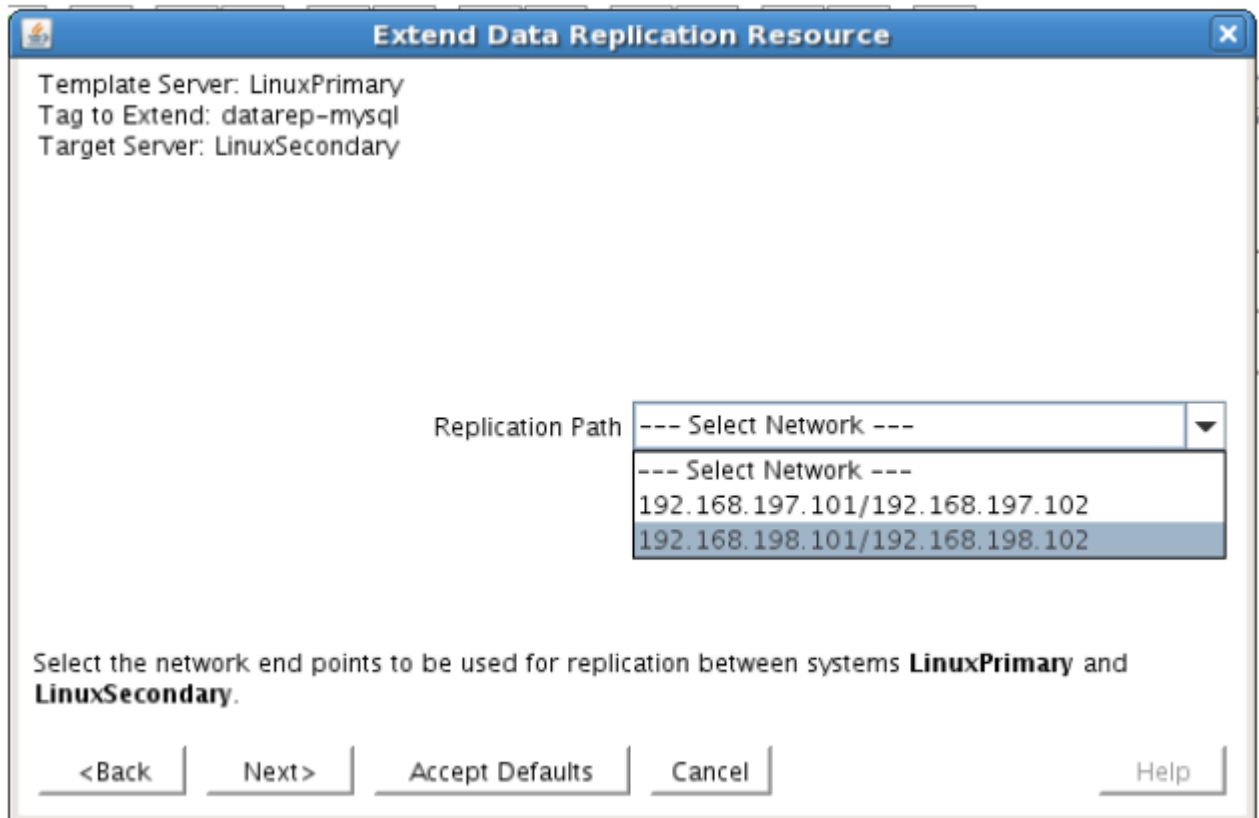 Extend Data Replication Resource
Template Server: LinuxPrimary
Tag to Extend: datarep-mysql
Target Server: LinuxSecondary
Replication Path --- Select Network ---
--- Select Network ---
192.168.197.101/192.168.197.102
192.168.198.101/192.168.198.102
Select the network end points to be used for replication between systems LinuxPrimary and
LinuxSecondary.
<Back Next> Accept Defaults Cancel Help